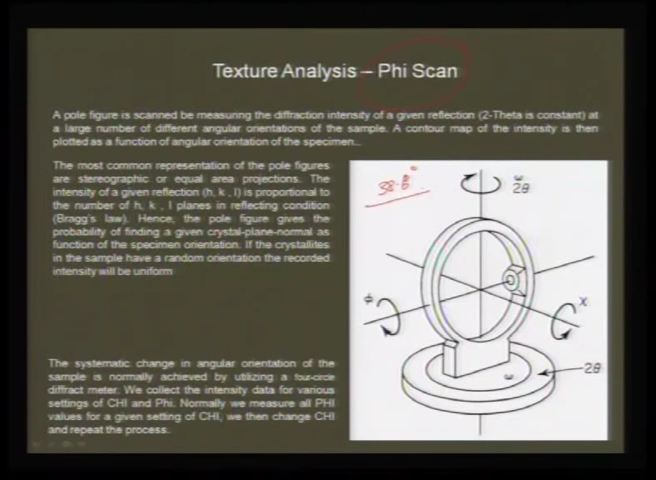 Texture Analysis – Phi Scan
A pole figure is scanned by measuring the diffraction intensity of a given reflection (2-Theta is constant) at
a large number of different angular orientations of the sample. A contour map of the intensity is then
plotted as a function of angular orientation of the specimen..
The most common representation of the pole figures
are stereographic or equal area projections. The
intensity of a given reflection (h, k , l) is proportional to
the number of h, k , l planes in reflecting condition
(Bragg's law). Hence, the pole figure gives the
probability of finding a given crystal-plane-normal as
function of the specimen orientation. If the crystallites
in the sample have a random orientation the recorded
intensity will be uniform
The systematic change in angular orientation of the
sample is normally achieved by utilizing a four-circle
diffract meter. We collect the intensity data for various
settings of CHI and Phi. Normally we measure all PHI
values for a given setting of CHI, we then change CHI
and repeat the process.
38.6°
ω
2θ
ϕ
χ
2θ
ω